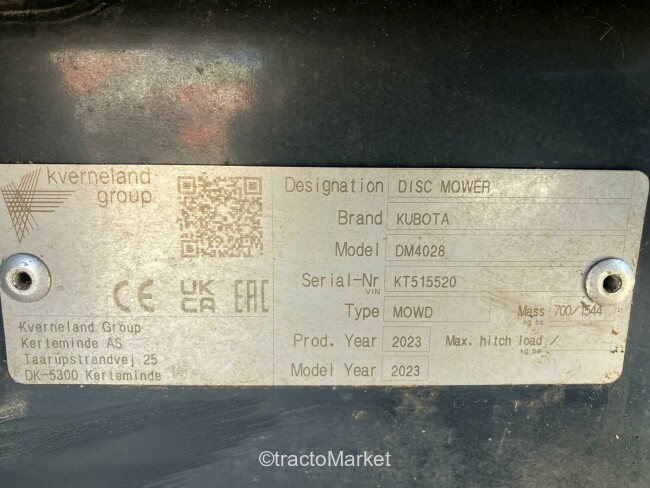 kverneland
group
CE UK CA EAC
Kverneland Group
Kerteminde AS
Taarupstrandvej 25
DK-5300 Kerteminde
Designation DISC MOWER
Brand KUBOTA
Model DM4028
Serial-Nr KT515520
VIN
Type MOWD Mass 700/1544
kg
Prod. Year 2023 Max. hitch load /
kg
Model Year 2023
©tractoMarket